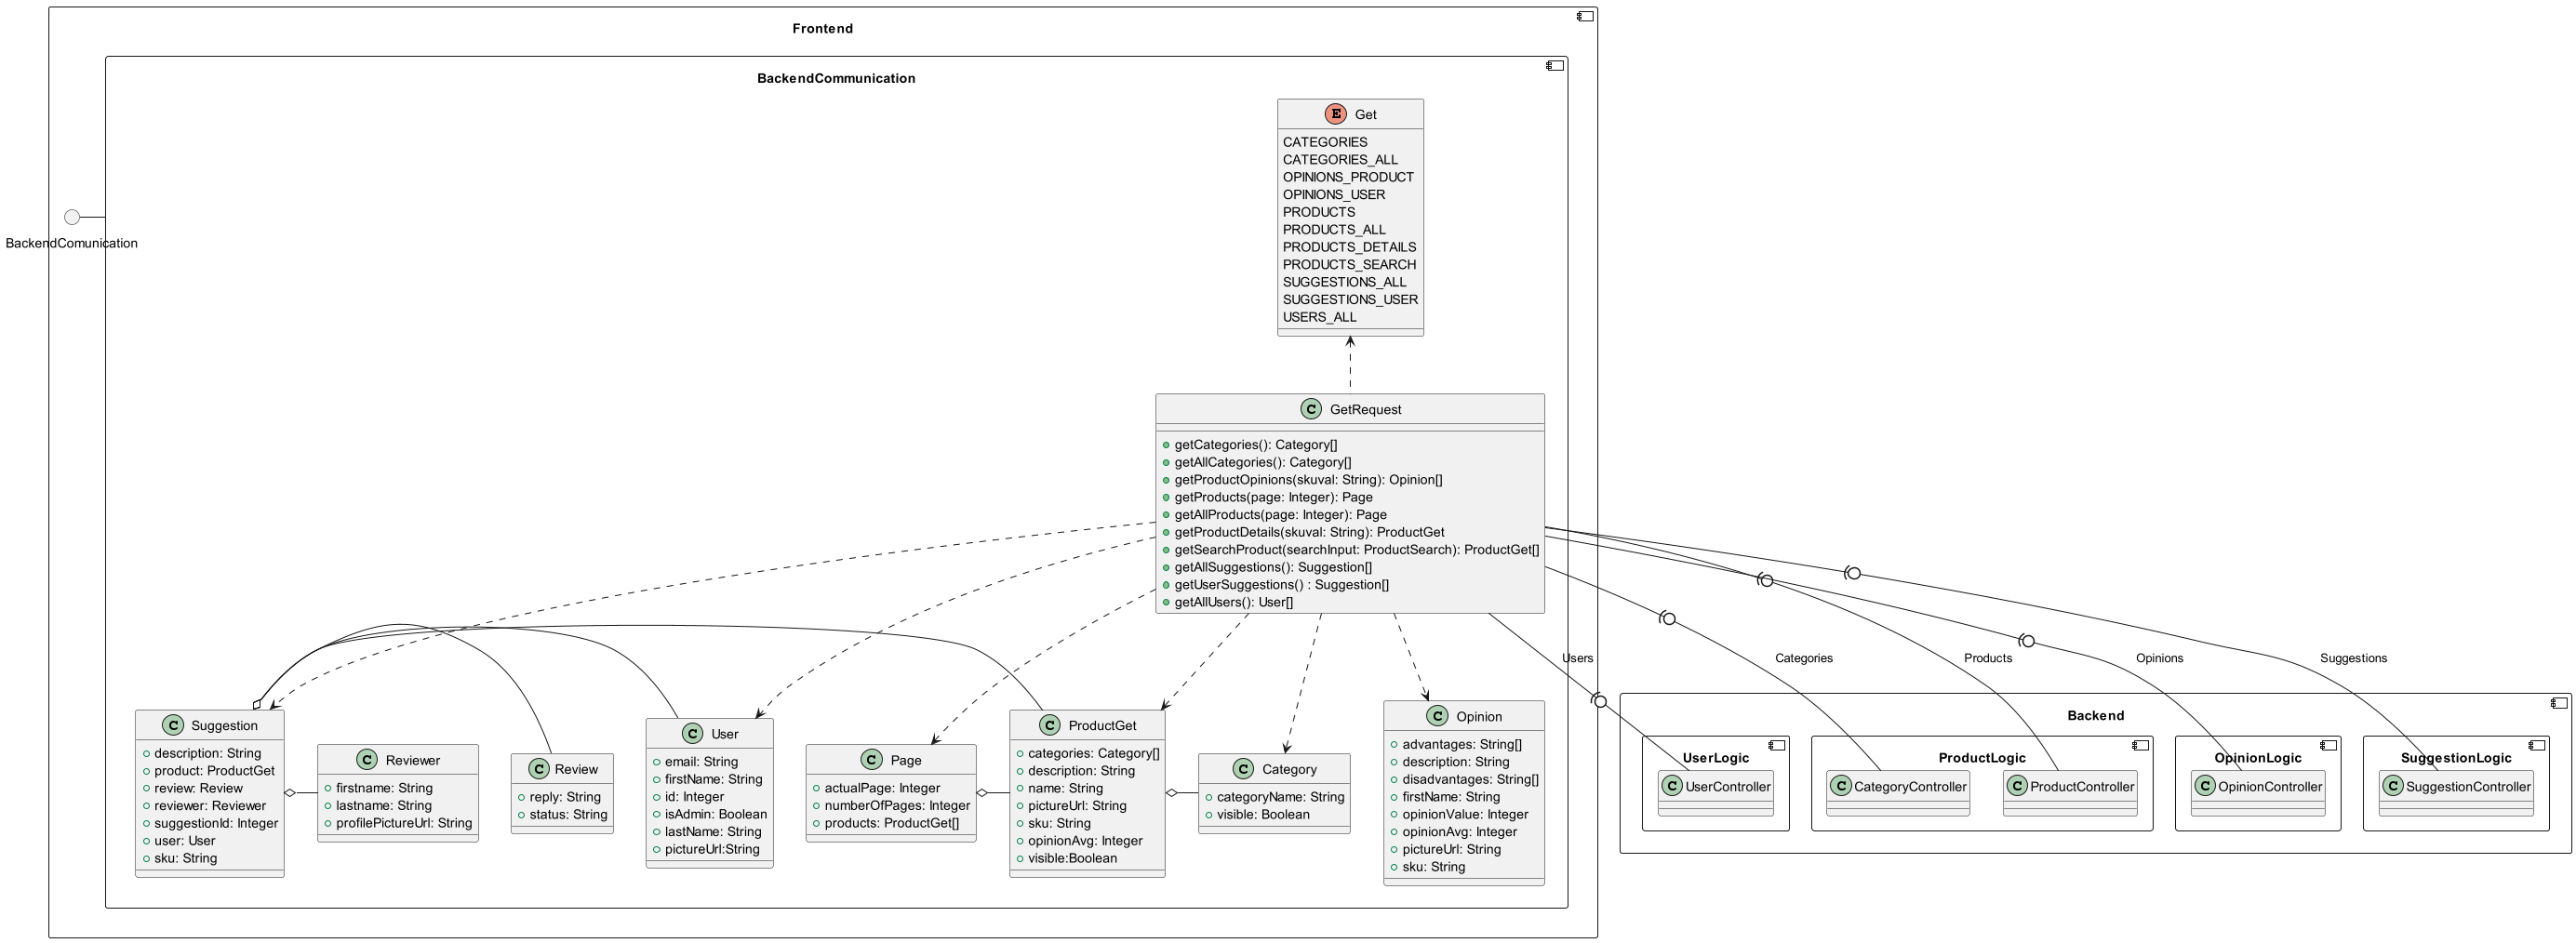 Frontend
BackendCommunication
BackendComunication
E Get
CATEGORIES
CATEGORIES_ALL
OPINIONS_PRODUCT
OPINIONS_USER
PRODUCTS
PRODUCTS_ALL
PRODUCTS_DETAILS
PRODUCTS_SEARCH
SUGGESTIONS_ALL
SUGGESTIONS_USER
USERS_ALL
C GetRequest
getCategories(): Category[]
getAllCategories(): Category[]
getProductOpinions(skuval: String): Opinion[]
getProducts(page: Integer): Page
getAllProducts(page: Integer): Page
getProductDetails(skuval: String): ProductGet
getSearchProduct(searchInput: ProductSearch): ProductGet[]
getAllSuggestions(): Suggestion[]
getUserSuggestions() : Suggestion[]
getAllUsers(): User[]
Users
Categories
Products
Opinions
Suggestions
C Suggestion
description: String
product: ProductGet
review: Review
reviewer: Reviewer
suggestionId: Integer
user: User
sku: String
C Reviewer
firstname: String
lastname: String
profilePictureUrl: String
C Review
reply: String
status: String
C User
email: String
firstName: String
id: Integer
isAdmin: Boolean
lastName: String
pictureUrl:String
C Page
actualPage: Integer
numberOfPages: Integer
products: ProductGet[]
C ProductGet
categories: Category[]
description: String
name: String
pictureUrl: String
sku: String
opinionAvg: Integer
visible:Boolean
C Category
categoryName: String
visible: Boolean
C Opinion
advantages: String[]
description: String
disadvantages: String[]
firstName: String
opinionValue: Integer
opinionAvg: Integer
pictureUrl: String
sku: String
Backend
UserLogic
C UserController
ProductLogic
C CategoryController
C ProductController
OpinionLogic
C OpinionController
SuggestionLogic
C SuggestionController